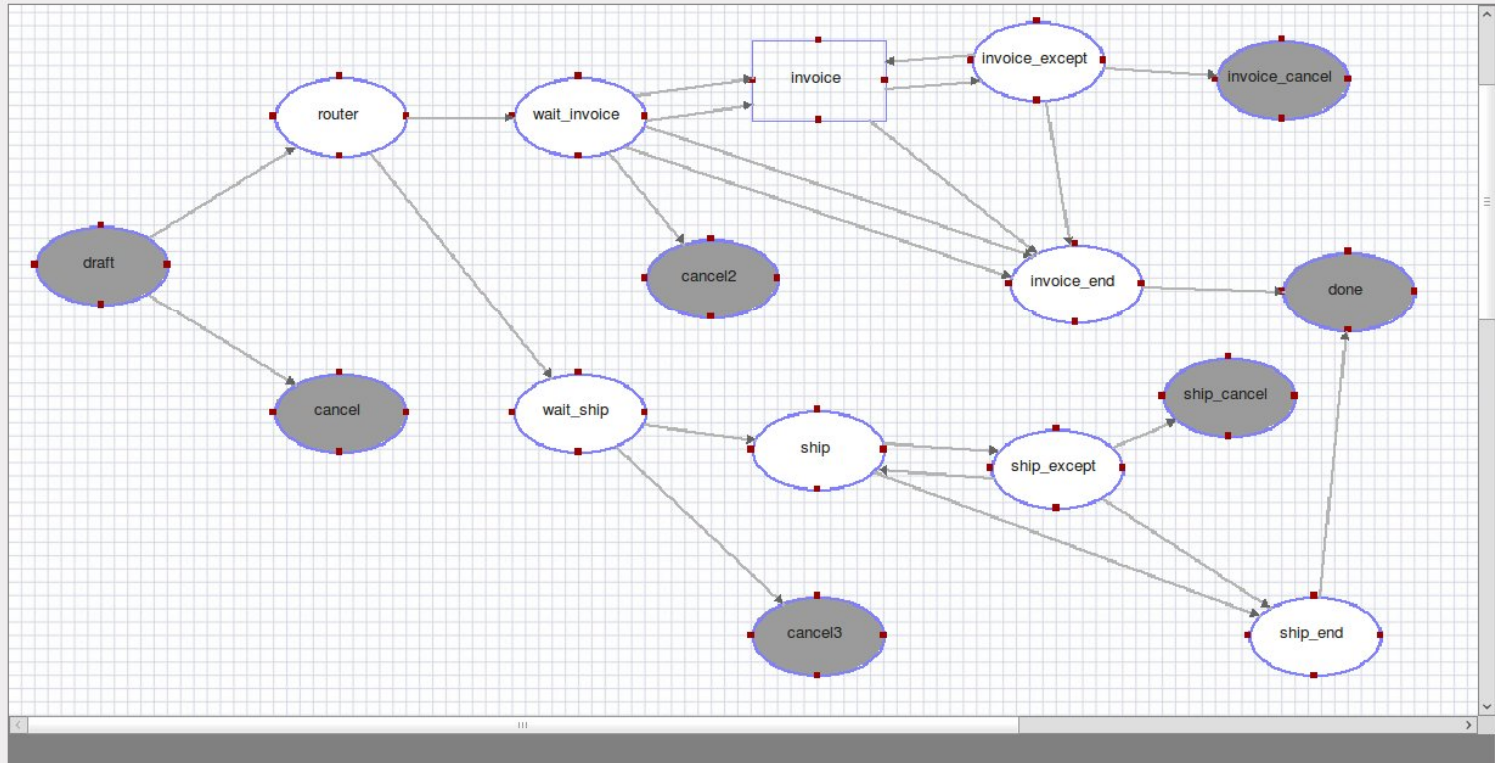 invoice_except
invoice
invoice_cancel
router
wait_invoice
draft
cancel2
invoice_end
done
cancel
wait_ship
ship_cancel
ship
ship_except
cancel3
ship_end